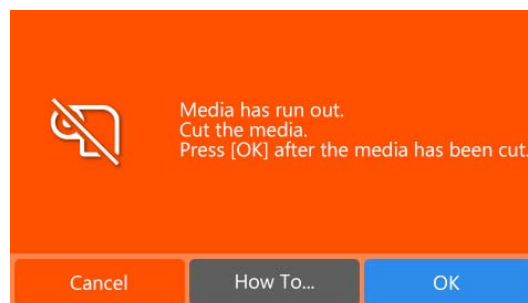 Media has run out.
Cut the media.
Press [OK] after the media has been cut.
Cancel
How To...
OK